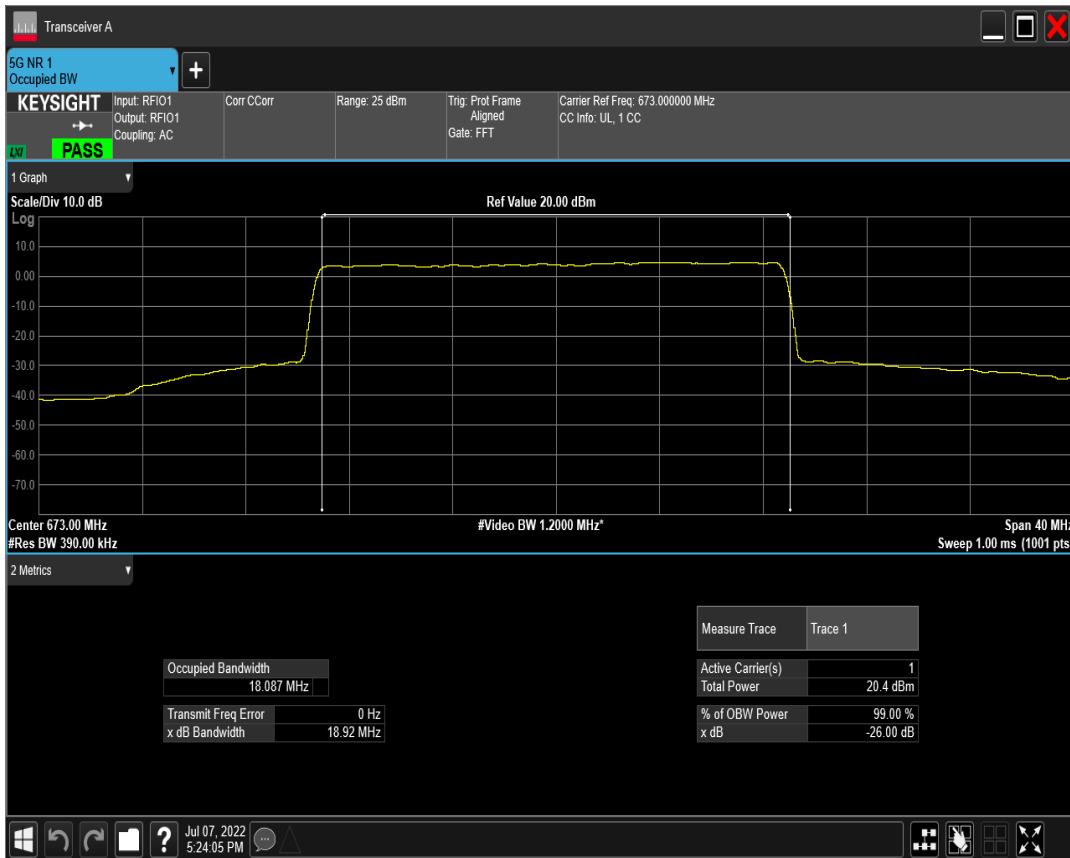 Transceiver A
5G NR 1
Occupied BW
+
KEYSIGHT
LXI
PASS
Input: RFIO1
Output: RFIO1
Coupling: AC
Corr CCorr
Range: 25 dBm
Trig: Prot Frame
Aligned
Gate: FFT
Carrier Ref Freq: 673.000000 MHz
CC Info: UL, 1 CC
1 Graph
Scale/Div 10.0 dB
Ref Value 20.00 dBm
Log
10.0
0.00
-10.0
-20.0
-30.0
-40.0
-50.0
-60.0
-70.0
Center 673.00 MHz
#Video BW 1.2000 MHz*
Span 40 MHz
#Res BW 390.00 kHz
Sweep 1.00 ms (1001 pts
2 Metrics
Measure Trace Trace 1
Occupied Bandwidth
18.087 MHz
Active Carrier(s) 1
Total Power 20.4 dBm
Transmit Freq Error 0 Hz
x dB Bandwidth 18.92 MHz
% of OBW Power 99.00 %
x dB -26.00 dB
?
Jul 07, 2022
5:24:05 PM